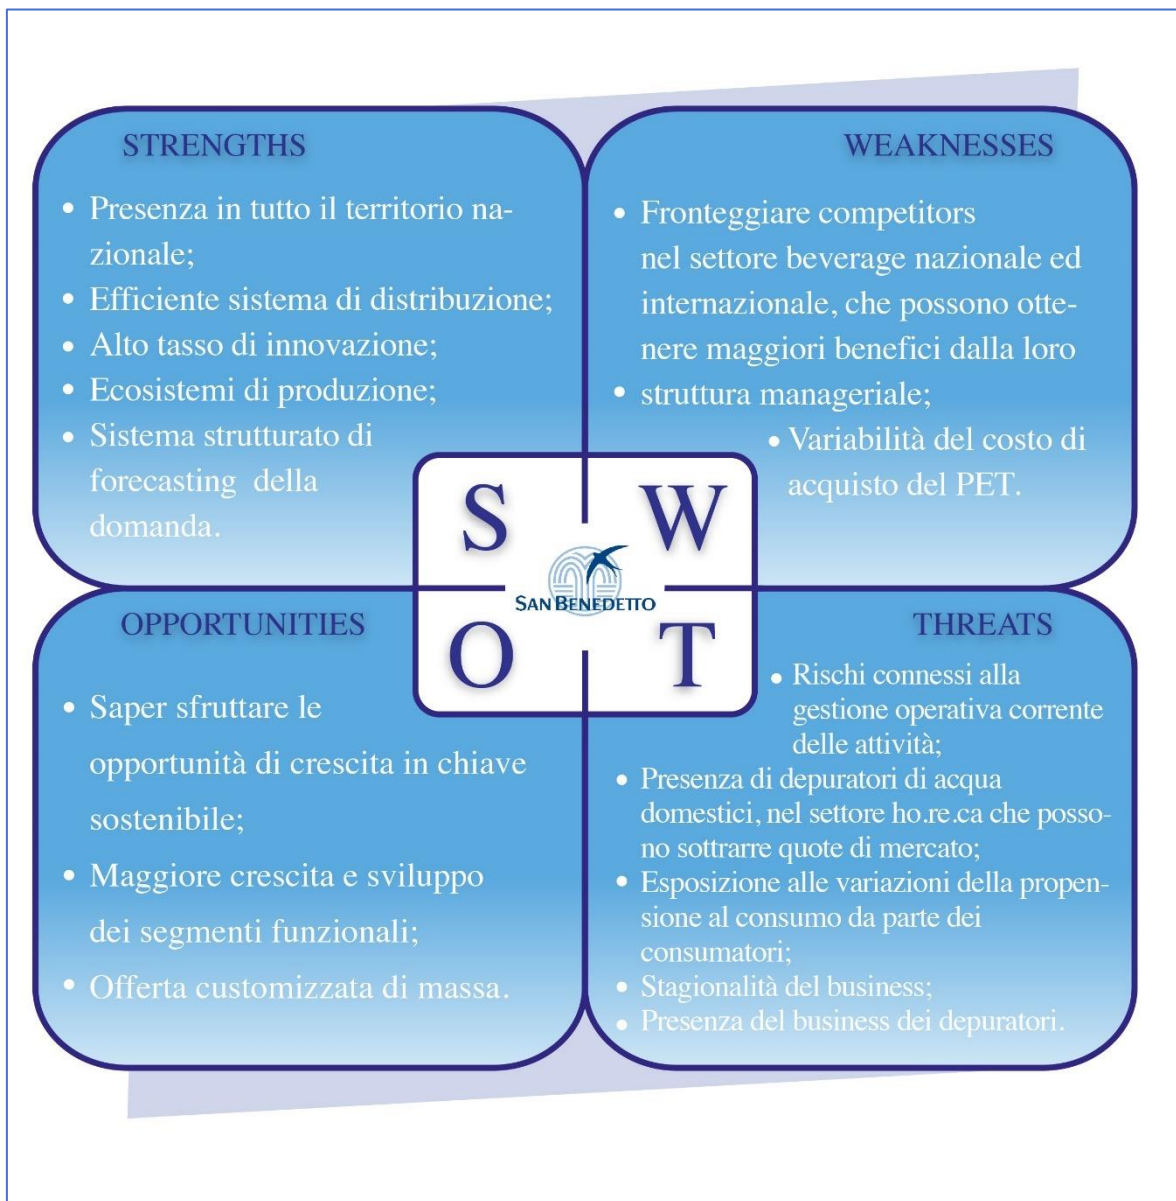 STRENGTHS
• Presenza in tutto il territorio na-
zionale;
• Efficiente sistema di distribuzione;
• Alto tasso di innovazione;
• Ecosistemi di produzione;
• Sistema strutturato di
forecasting della
domanda.
WEAKNESSES
• Fronteggiare competitors
nel settore beverage nazionale ed
internazionale, che possono otte-
nere maggiori benefici dalla loro
• struttura manageriale;
• Variabilità del costo di
acquisto del PET.
S W
SAN BENEDETTO
O T
OPPORTUNITIES
• Saper sfruttare le
opportunità di crescita in chiave
sostenibile;
• Maggiore crescita e sviluppo
dei segmenti funzionali;
• Offerta customizzata di massa.
THREATS
• Rischi connessi alla
gestione operativa corrente
delle attività;
• Presenza di depuratori di acqua
domestici, nel settore ho.re.ca che posso-
no sottrarre quote di mercato;
• Esposizione alle variazioni della propen-
sione al consumo da parte dei
consumatori;
• Stagionalità del business;
• Presenza del business dei depuratori.